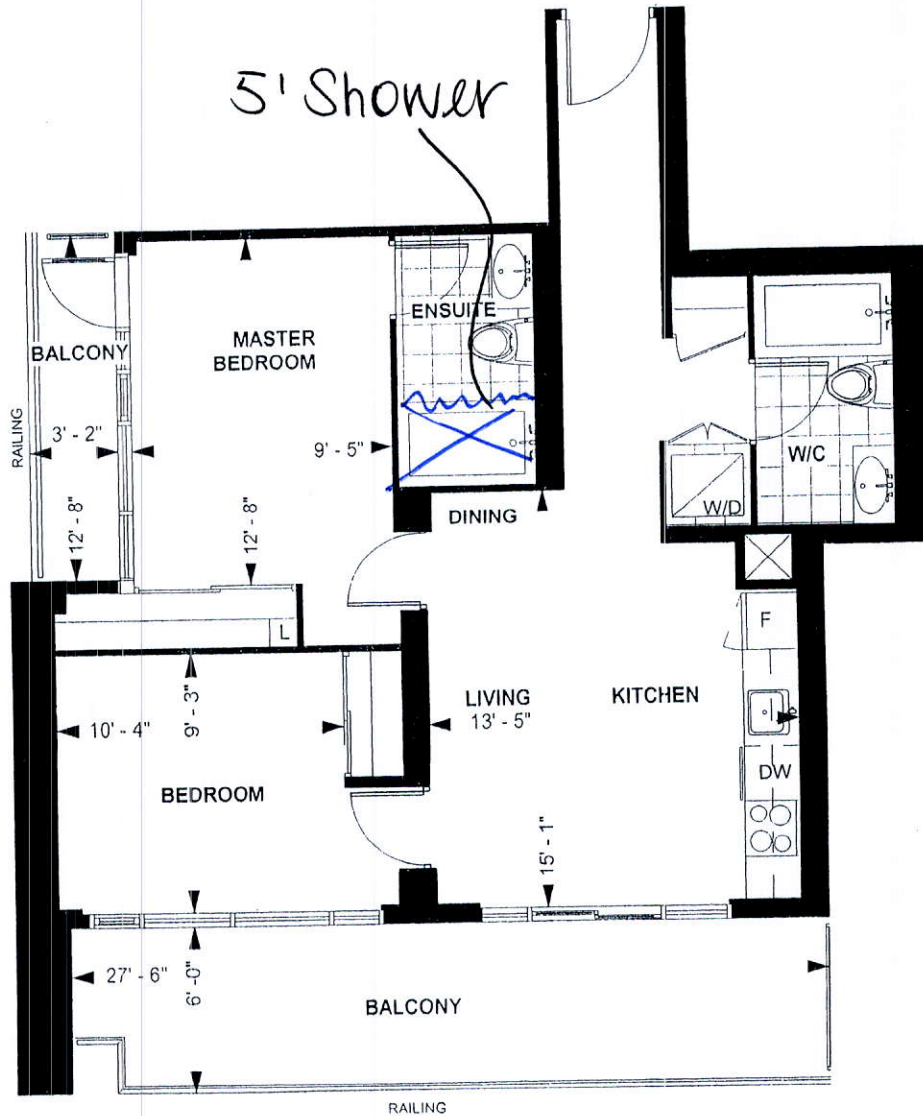 5' Shower
ENSUITE
MASTER
BEDROOM
BALCONY
RAILING
3' - 2"
9' - 5"
W/C
W/D
DINING
12' - 8"
12' - 8"
L
F
LIVING
13' - 5"
KITCHEN
9' - 3"
10' - 4"
DW
BEDROOM
15' - 1"
27' - 6"
6' - 0"
BALCONY
RAILING